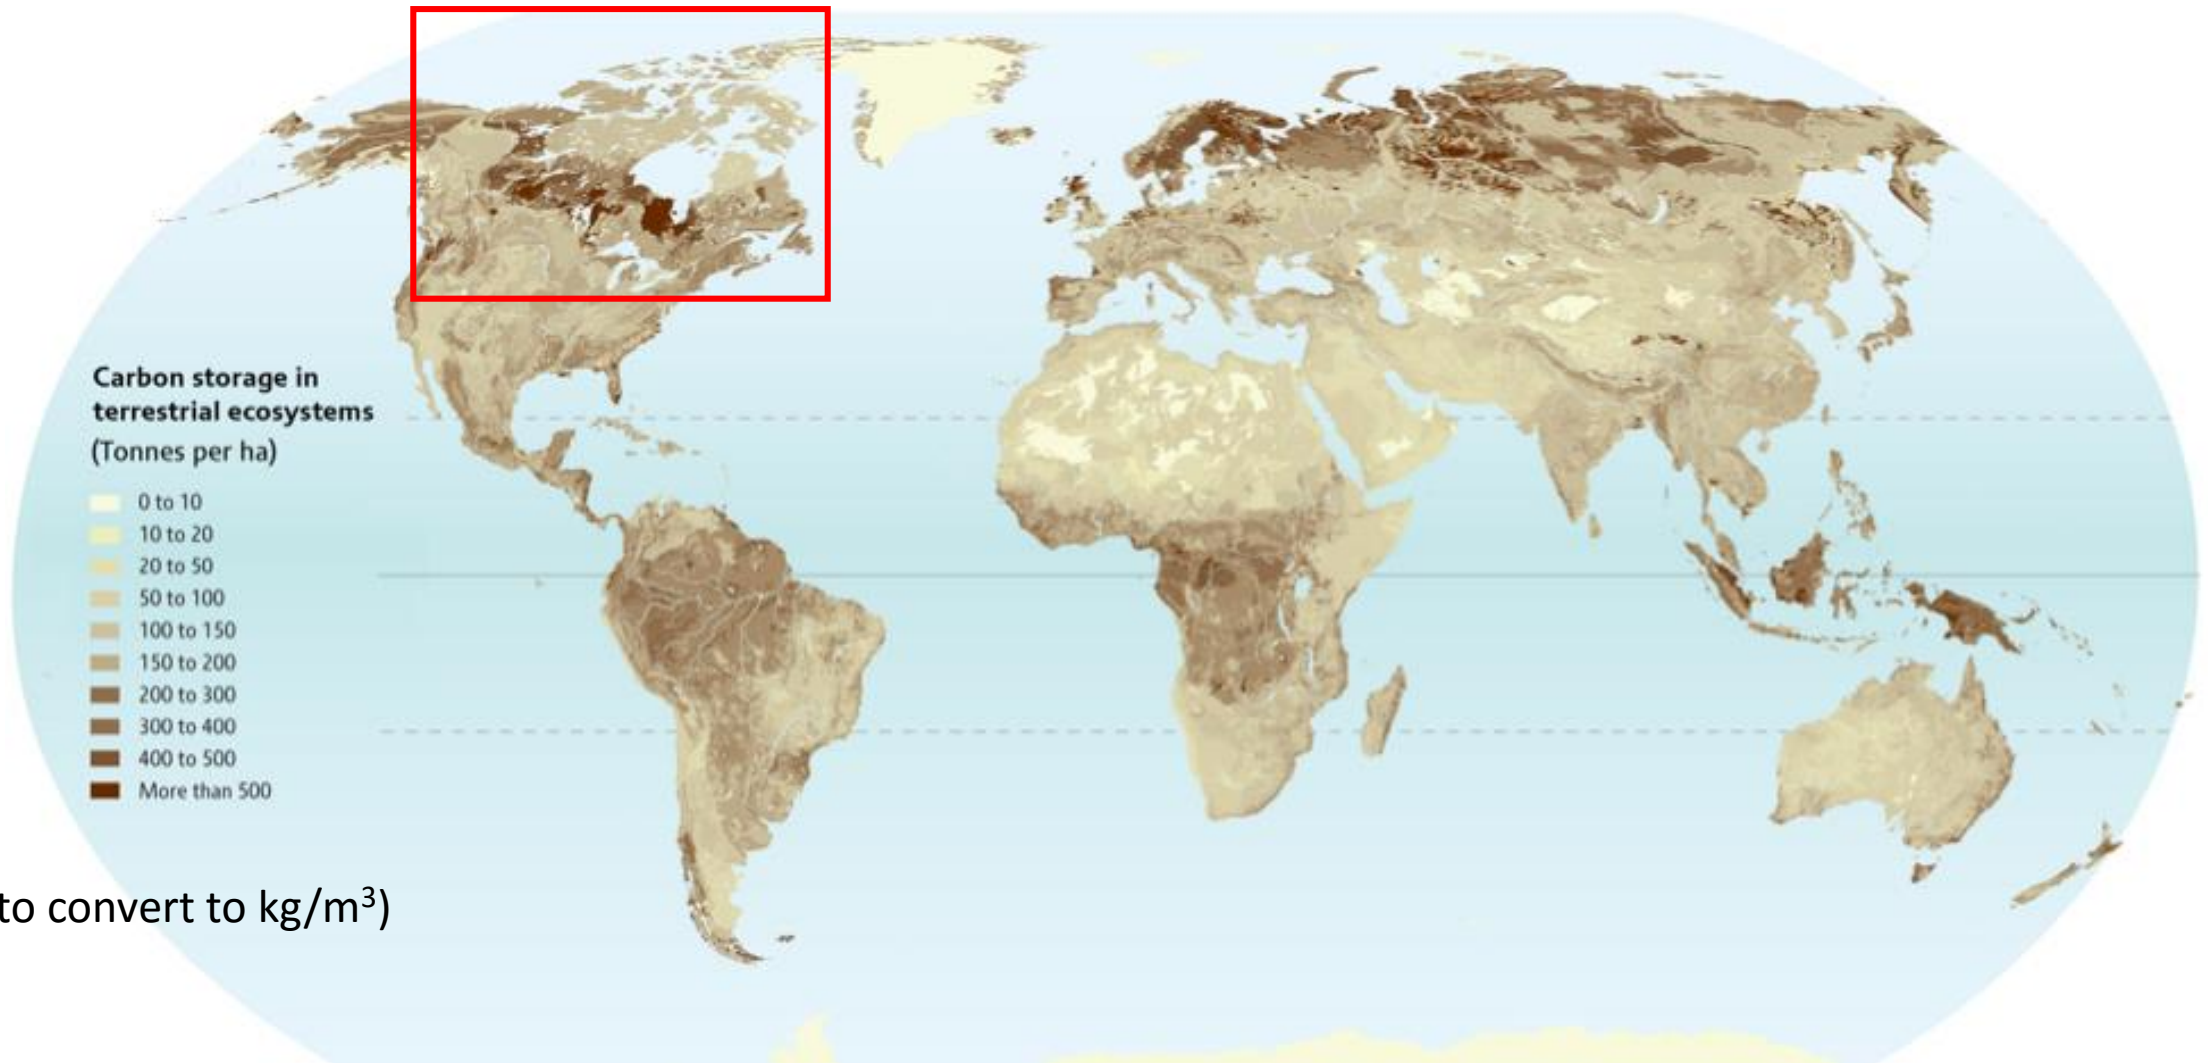 Carbon storage in
terrestrial ecosystems
(Tonnes per ha)
0 to 10
10 to 20
20 to 50
50 to 100
100 to 150
150 to 200
200 to 300
300 to 400
400 to 500
More than 500
to convert to kg/m³)